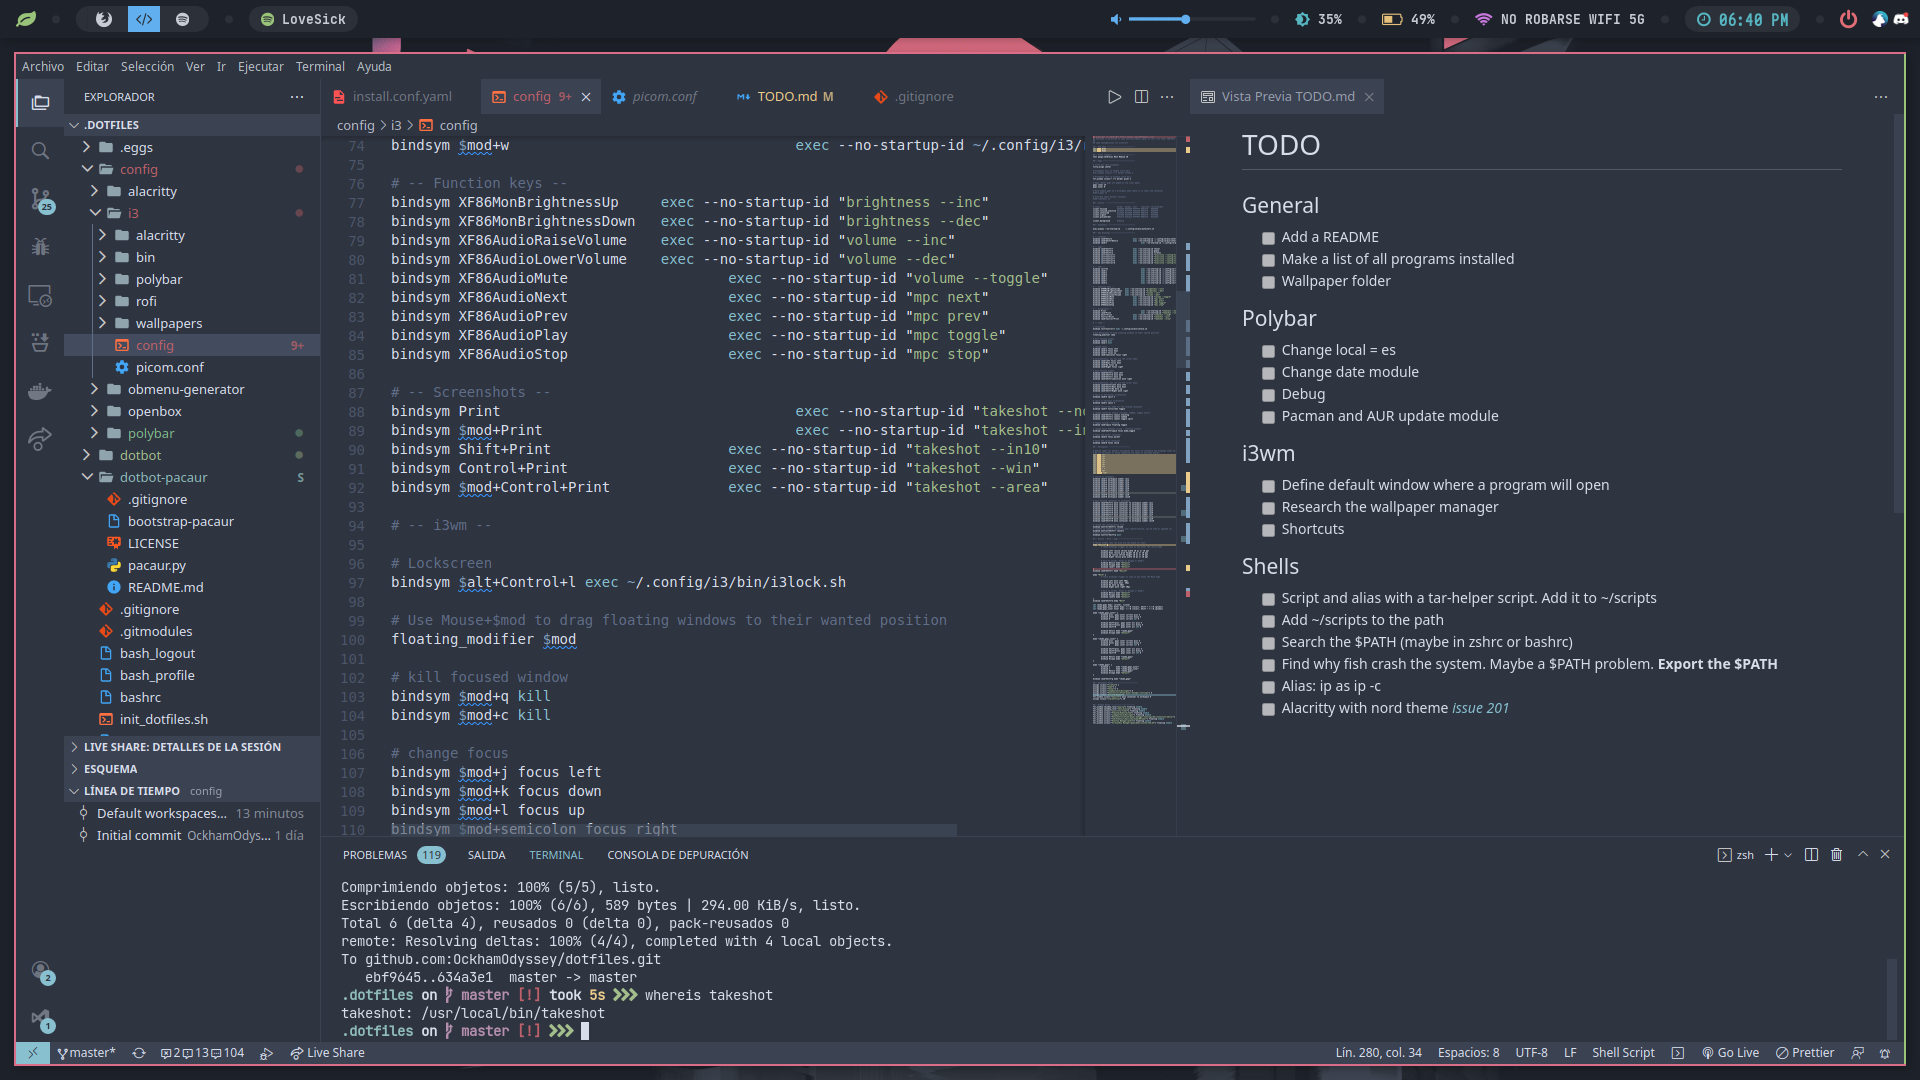 LoveSick
35%
49%
NO ROBARSE WIFI 5G
06:40 PM
Archivo Editar Selección Ver Ir Ejecutar Terminal Ayuda
EXPLORADOR
.DOTFILES
.eggs
config
alacritty
i3
alacritty
bin
polybar
rofi
wallpapers
config 9+
picom.conf
obmenu-generator
openbox
polybar
dotbot
dotbot-pacaur S
.gitignore
bootstrap-pacaur
LICENSE
pacaur.py
README.md
.gitignore
.gitmodules
bash_logout
bash_profile
bashrc
init_dotfiles.sh
LIVE SHARE: DETALLES DE LA SESIÓN
ESQUEMA
LÍNEA DE TIEMPO config
Default workspaces... 13 minutos
Initial commit OckhamOdys... 1 día
25
2
1
install.conf.yaml
config 9+
picom.conf
TODO.md M
.gitignore
config > i3 > config
74 bindsym $mod+w exec --no-startup-id ~/.config/i3/
75
76 # -- Function keys --
77 bindsym XF86MonBrightnessUp exec --no-startup-id "brightness --inc"
78 bindsym XF86MonBrightnessDown exec --no-startup-id "brightness --dec"
79 bindsym XF86AudioRaiseVolume exec --no-startup-id "volume --inc"
80 bindsym XF86AudioLowerVolume exec --no-startup-id "volume --dec"
81 bindsym XF86AudioMute exec --no-startup-id "volume --toggle"
82 bindsym XF86AudioNext exec --no-startup-id "mpc next"
83 bindsym XF86AudioPrev exec --no-startup-id "mpc prev"
84 bindsym XF86AudioPlay exec --no-startup-id "mpc toggle"
85 bindsym XF86AudioStop exec --no-startup-id "mpc stop"
86
87 # -- Screenshots --
88 bindsym Print exec --no-startup-id "takeshot --no
89 bindsym $mod+Print exec --no-startup-id "takeshot --in
90 bindsym Shift+Print exec --no-startup-id "takeshot --in10"
91 bindsym Control+Print exec --no-startup-id "takeshot --win"
92 bindsym $mod+Control+Print exec --no-startup-id "takeshot --area"
93
94 # -- i3wm --
95
96 # Lockscreen
97 bindsym $alt+Control+l exec ~/.config/i3/bin/i3lock.sh
98
99 # Use Mouse+$mod to drag floating windows to their wanted position
100 floating_modifier $mod
101
102 # kill focused window
103 bindsym $mod+q kill
104 bindsym $mod+c kill
105
106 # change focus
107 bindsym $mod+j focus left
108 bindsym $mod+k focus down
109 bindsym $mod+l focus up
110 bindsym $mod+semicolon focus right
Vista Previa TODO.md
TODO
General
Add a README
Make a list of all programs installed
Wallpaper folder
Polybar
Change local = es
Change date module
Debug
Pacman and AUR update module
i3wm
Define default window where a program will open
Research the wallpaper manager
Shortcuts
Shells
Script and alias with a tar-helper script. Add it to ~/scripts
Add ~/scripts to the path
Search the $PATH (maybe in zshrc or bashrc)
Find why fish crash the system. Maybe a $PATH problem. Export the $PATH
Alias: ip as ip -c
Alacritty with nord theme issue 201
PROBLEMAS 119 SALIDA TERMINAL CONSOLA DE DEPURACIÓN
zsh
Comprimiendo objetos: 100% (5/5), listo.
Escribiendo objetos: 100% (6/6), 589 bytes | 294.00 KiB/s, listo.
Total 6 (delta 4), reusados 0 (delta 0), pack-reusados 0
remote: Resolving deltas: 100% (4/4), completed with 4 local objects.
To github.com:OckhamOdyssey/dotfiles.git
ebf9645..634a3e1 master -> master
.dotfiles on master [!] took 5s >>> whereis takeshot
takeshot: /usr/local/bin/takeshot
.dotfiles on master [!] >>>
master* 2 13 104 Live Share
Lín. 280, col. 34 Espacios: 8 UTF-8 LF Shell Script Go Live Prettier